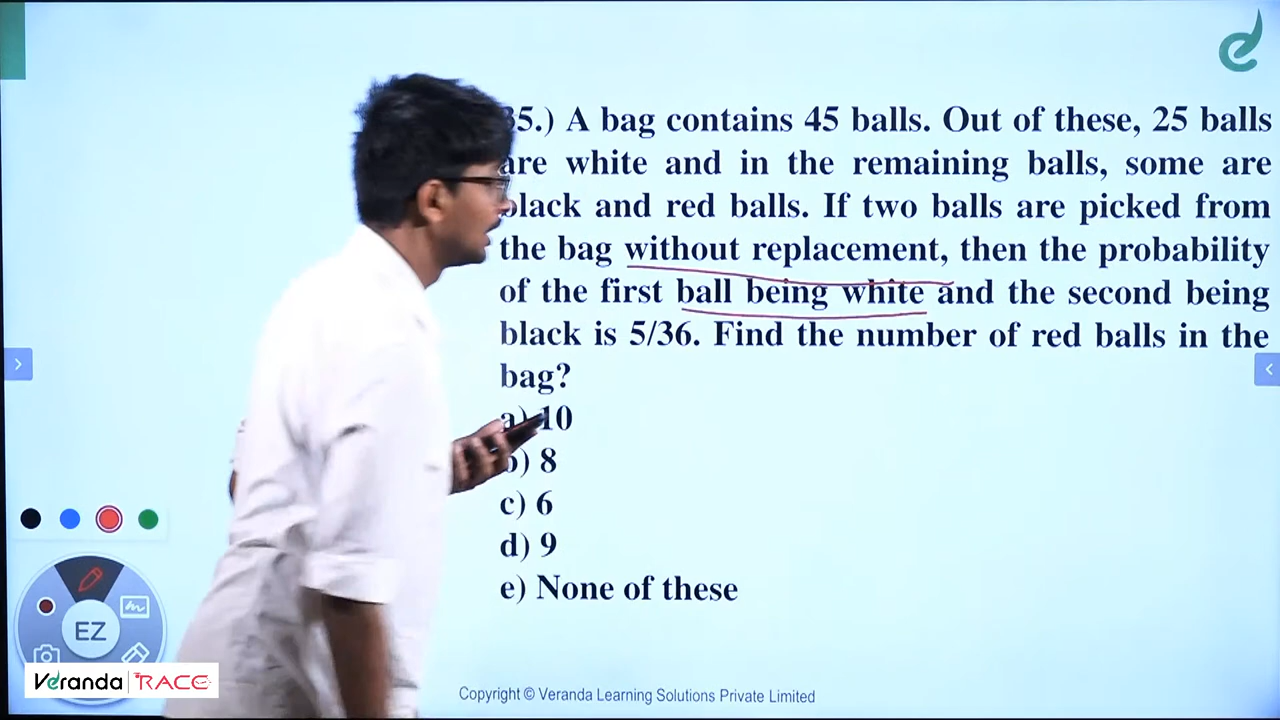 35.) A bag contains 45 balls. Out of these, 25 balls
are white and in the remaining balls, some are
black and red balls. If two balls are picked from
the bag without replacement, then the probability
of the first ball being white and the second being
black is 5/36. Find the number of red balls in the
bag?
a) 10
b) 8
c) 6
d) 9
e) None of these
EZ
Veranda RACE
Copyright © Veranda Learning Solutions Private Limited